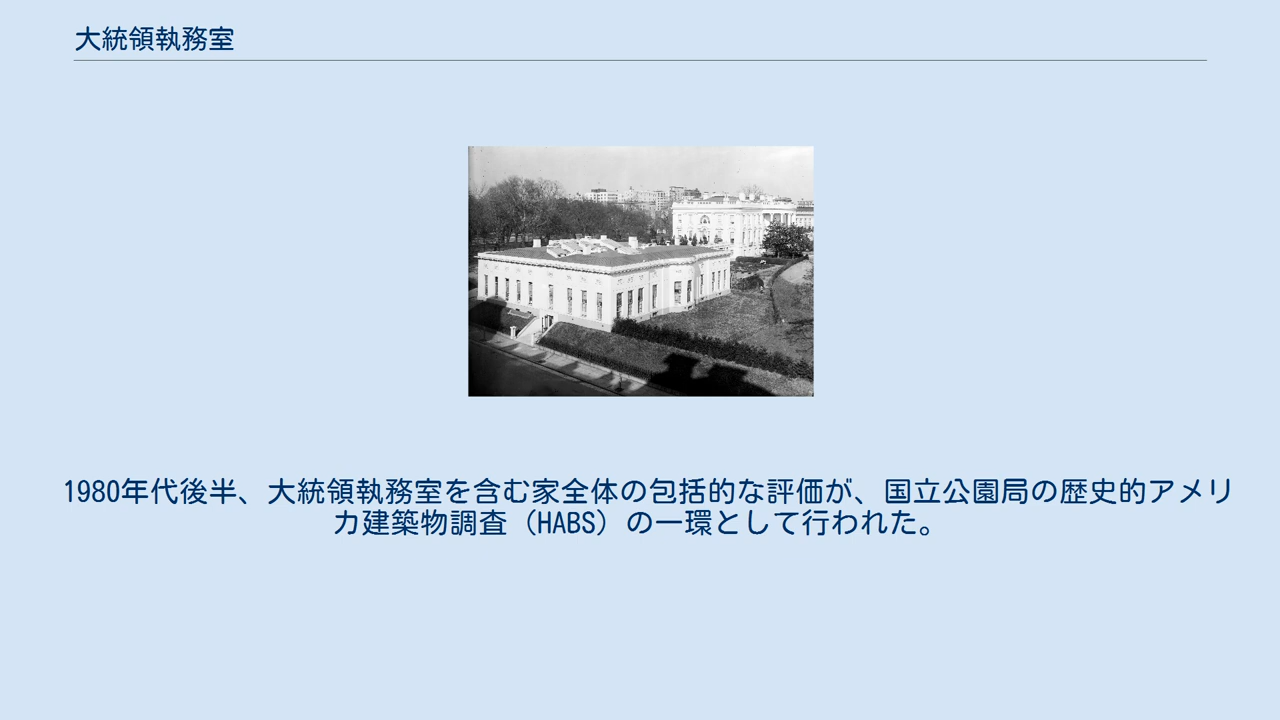 大統領執務室
1980年代後半、大統領執務室を含む家全体の包括的な評価が、国立公園局の歴史的アメリ
カ建築物調査（HABS）の一環として行われた。